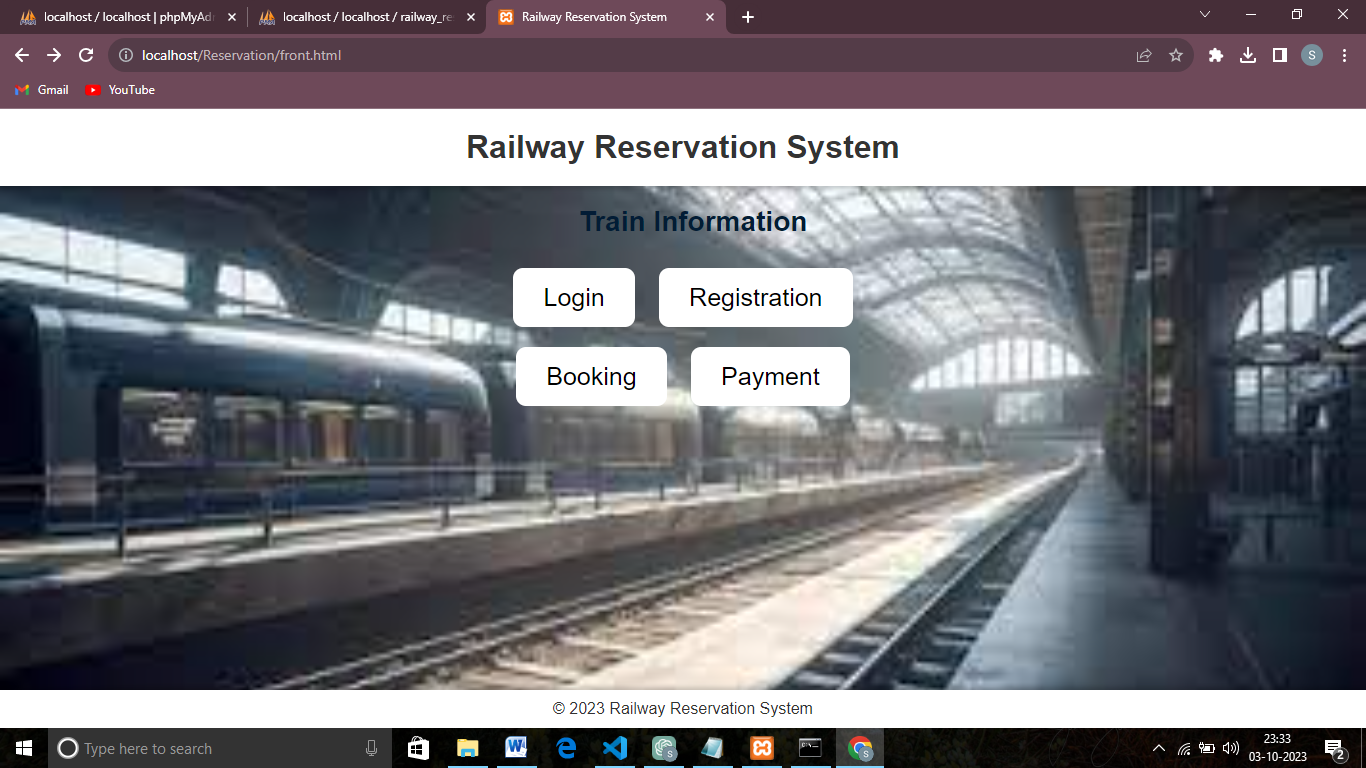 localhost / localhost | phpMyAd
localhost / localhost / railway_re
Railway Reservation System
localhost/Reservation/front.html
S
Gmail
YouTube
Railway Reservation System
Train Information
Login
Registration
Booking
Payment
© 2023 Railway Reservation System
Type here to search
23:33
03-10-2023
2